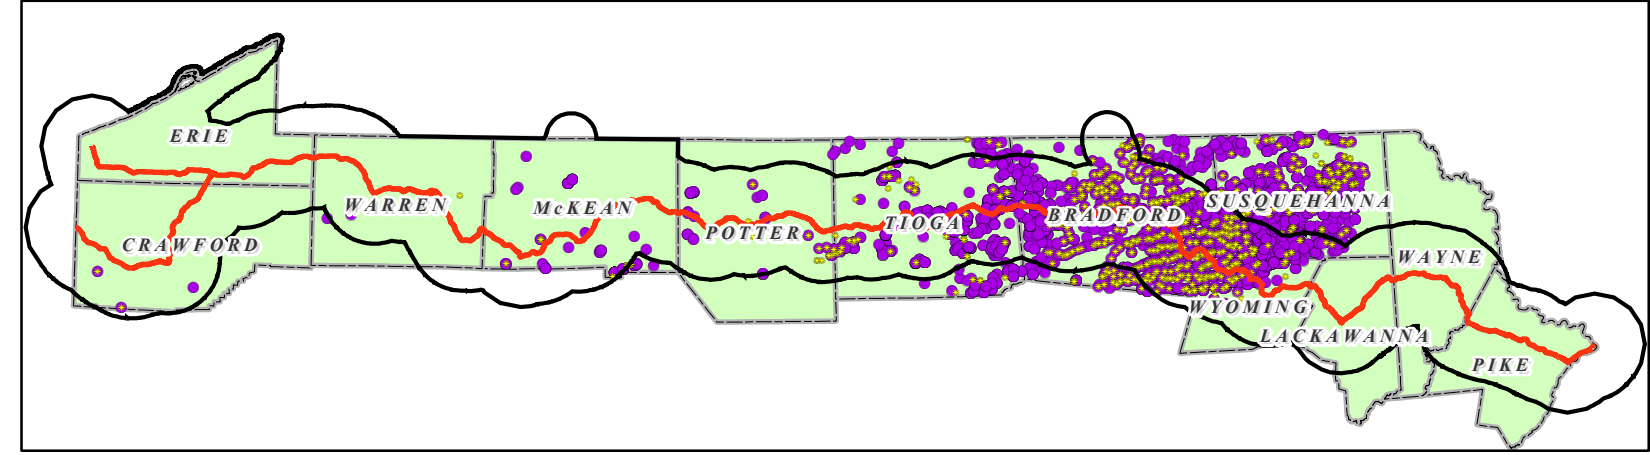 ERIE
CRAWFORD
WARREN
McKEAN
POTTER
TIOGA
BRADFORD
SUSQUEHANNA
WYOMING
LACKAWANNA
WAYNE
PIKE